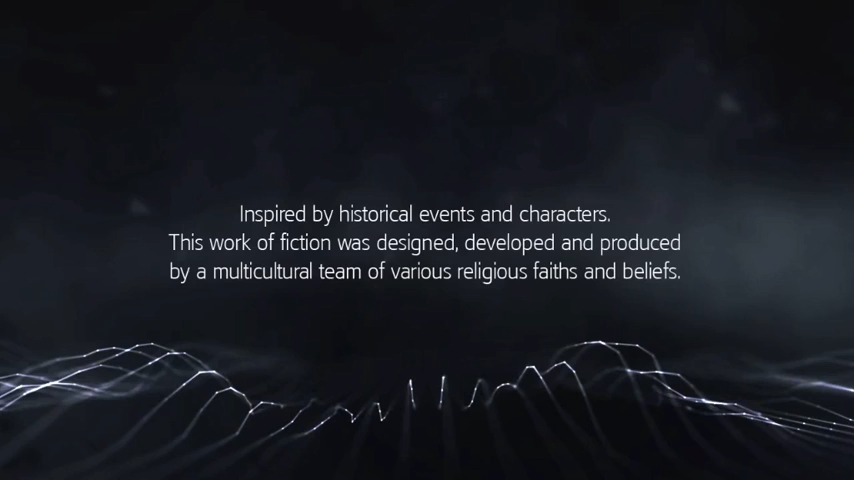 Inspired by historical events and characters.
This work of fiction was designed, developed and produced
by a multicultural team of various religious faiths and beliefs.